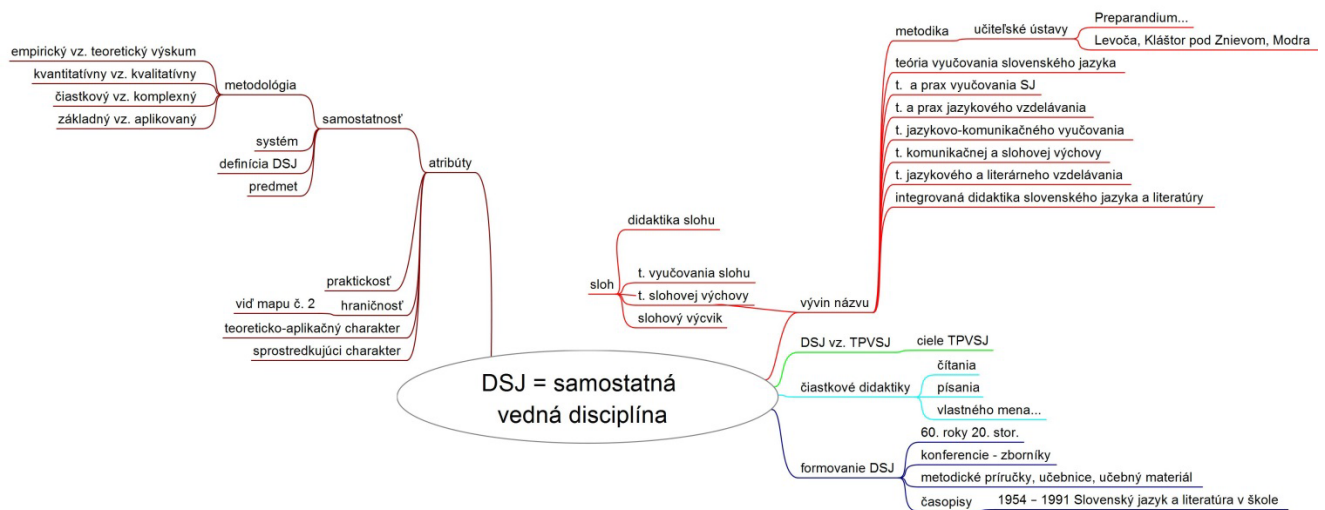 empirický vz. teoretický výskum
kvantitatívny vz. kvalitatívny
čiastkový vz. komplexný
základný vz. aplikovaný
metodológia
systém
definícia DSJ
predmet
samostatnosť
atribúty
praktickosť
viď mapu č. 2
hraničnosť
teoreticko-aplikačný charakter
sprostredkujúci charakter
DSJ = samostatná
vedná disciplína
metodika
učiteľské ústavy
Preparandium...
Levoča, Kláštor pod Znievom, Modra
teória vyučovania slovenského jazyka
t. a prax vyučovania SJ
t. a prax jazykového vzdelávania
t. jazykovo-komunikačného vyučovania
t. komunikačnej a slohovej výchovy
t. jazykového a literárneho vzdelávania
integrovaná didaktika slovenského jazyka a literatúry
didaktika slohu
t. vyučovania slohu
sloh
t. slohovej výchovy
slohový výcvik
vývin názvu
DSJ vz. TPVSJ
ciele TPVSJ
čiastkové didaktiky
čítania
písania
vlastného mena...
formovanie DSJ
60. roky 20. stor.
konferencie - zborníky
metodické príručky, učebnice, učebný materiál
časopisy
1954 – 1991 Slovenský jazyk a literatúra v škole